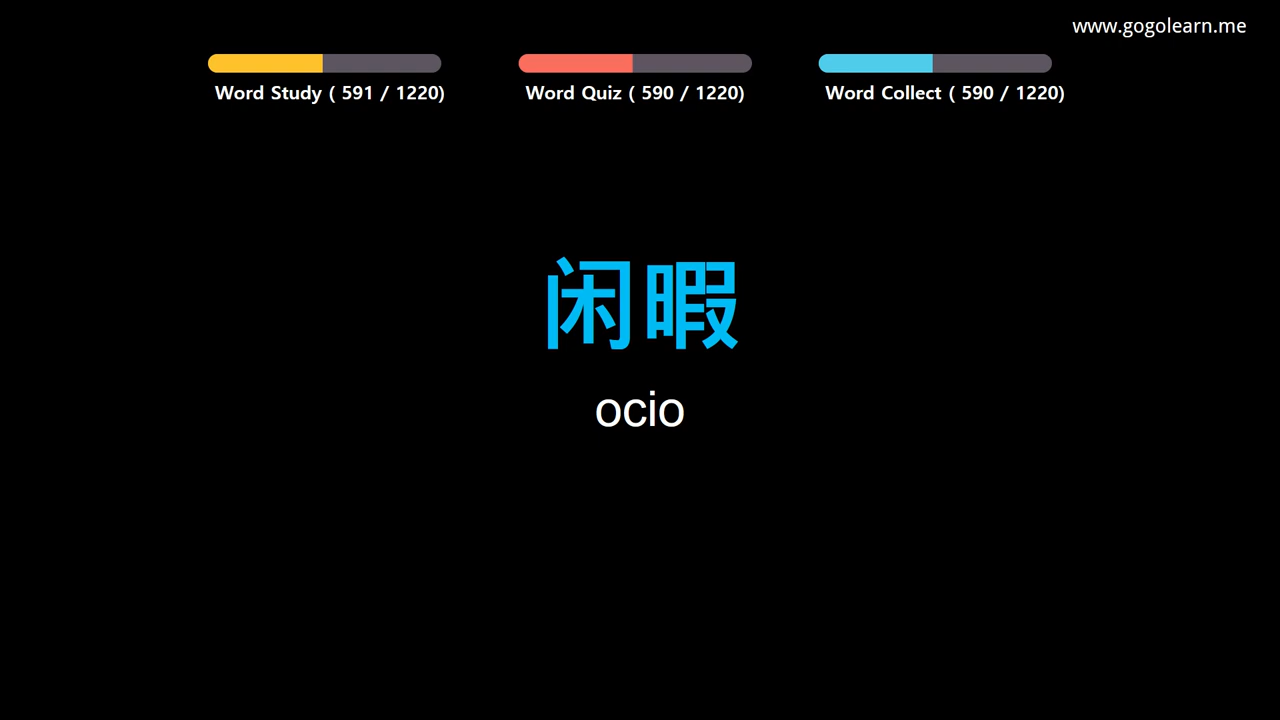 www.gogolearn.me
Word Study ( 591 / 1220)
Word Quiz ( 590 / 1220)
Word Collect ( 590 / 1220)
闲暇
ocio